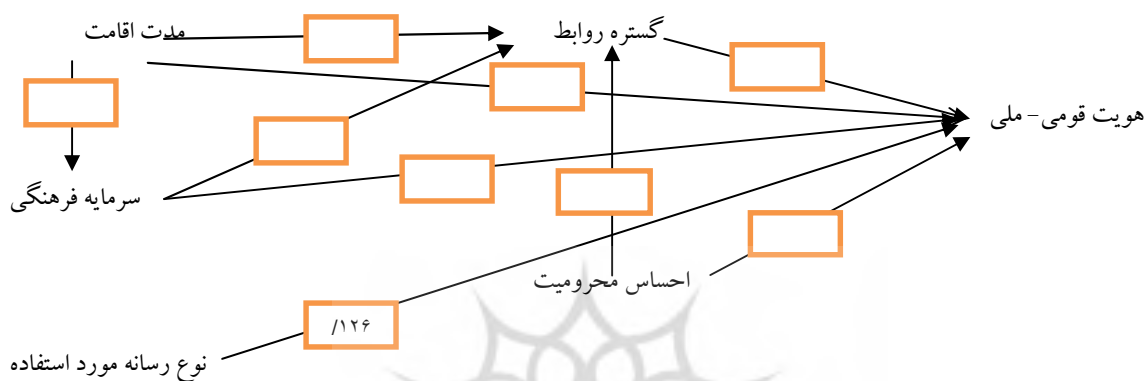 مدت اقامت
گستره روابط
هویت قومی- ملی
سرمایه فرهنگی
احساس محرومیت
/۱۲۶
نوع رسانه مورد استفاده